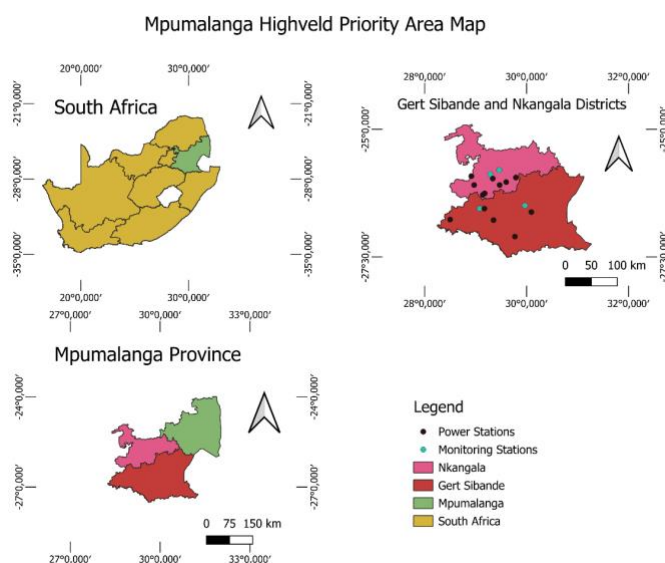 Mpumalanga Highveld Priority Area Map
20°0,000′ 30°0,000′
-21°0,000′ -21°0,000′
South Africa
-28°0,000′ -28°0,000′
-35°0,000′ -35°0,000′
20°0,000′ 30°0,000′
28°0,000′ 30°0,000′ 32°0,000′
-25°0,000′ -25°0,000′
Gert Sibande and Nkangala Districts
0 50 100 km
-27°30,000′ -27°30,000′
28°0,000′ 30°0,000′ 32°0,000′
27°0,000′ 30°0,000′ 33°0,000′
Mpumalanga Province
-24°0,000′ -24°0,000′
-27°0,000′ -27°0,000′
0 75 150 km
27°0,000′ 30°0,000′ 33°0,000′
Legend
Power Stations
Monitoring Stations
Nkangala
Gert Sibande
Mpumalanga
South Africa